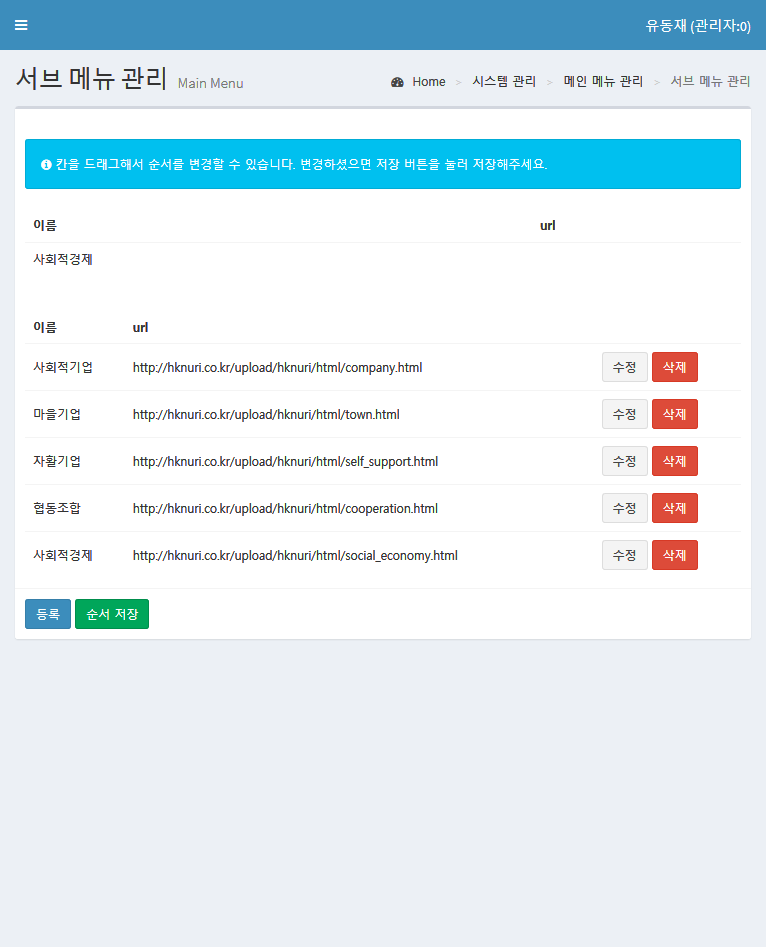 유동재 (관리자:0)
서브 메뉴 관리 Main Menu
Home > 시스템 관리 > 메인 메뉴 관리 > 서브 메뉴 관리
칸을 드래그해서 순서를 변경할 수 있습니다. 변경하셨으면 저장 버튼을 눌러 저장해주세요.
이름 url
사회적경제
이름 url
사회적기업 http://hknuri.co.kr/upload/hknuri/html/company.html 수정 삭제
마을기업 http://hknuri.co.kr/upload/hknuri/html/town.html 수정 삭제
자활기업 http://hknuri.co.kr/upload/hknuri/html/self_support.html 수정 삭제
협동조합 http://hknuri.co.kr/upload/hknuri/html/cooperation.html 수정 삭제
사회적경제 http://hknuri.co.kr/upload/hknuri/html/social_economy.html 수정 삭제
등록 순서 저장